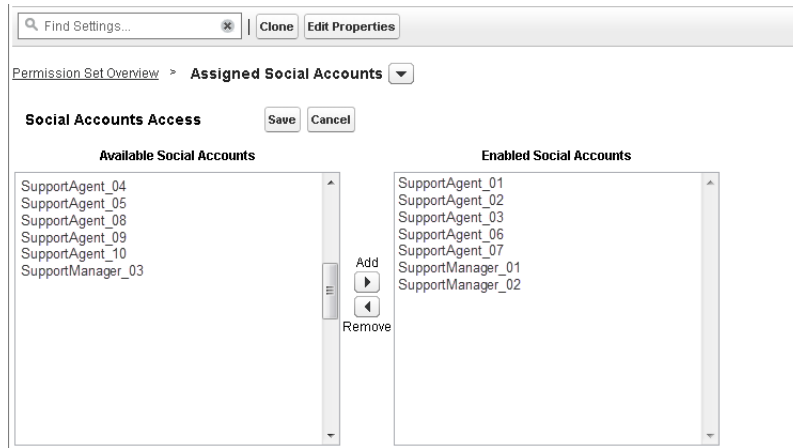 Find Settings...
Clone
Edit Properties
Permission Set Overview > Assigned Social Accounts
Social Accounts Access
Save
Cancel
Available Social Accounts
SupportAgent_04
SupportAgent_05
SupportAgent_08
SupportAgent_09
SupportAgent_10
SupportManager_03
Add
Remove
Enabled Social Accounts
SupportAgent_01
SupportAgent_02
SupportAgent_03
SupportAgent_06
SupportAgent_07
SupportManager_01
SupportManager_02